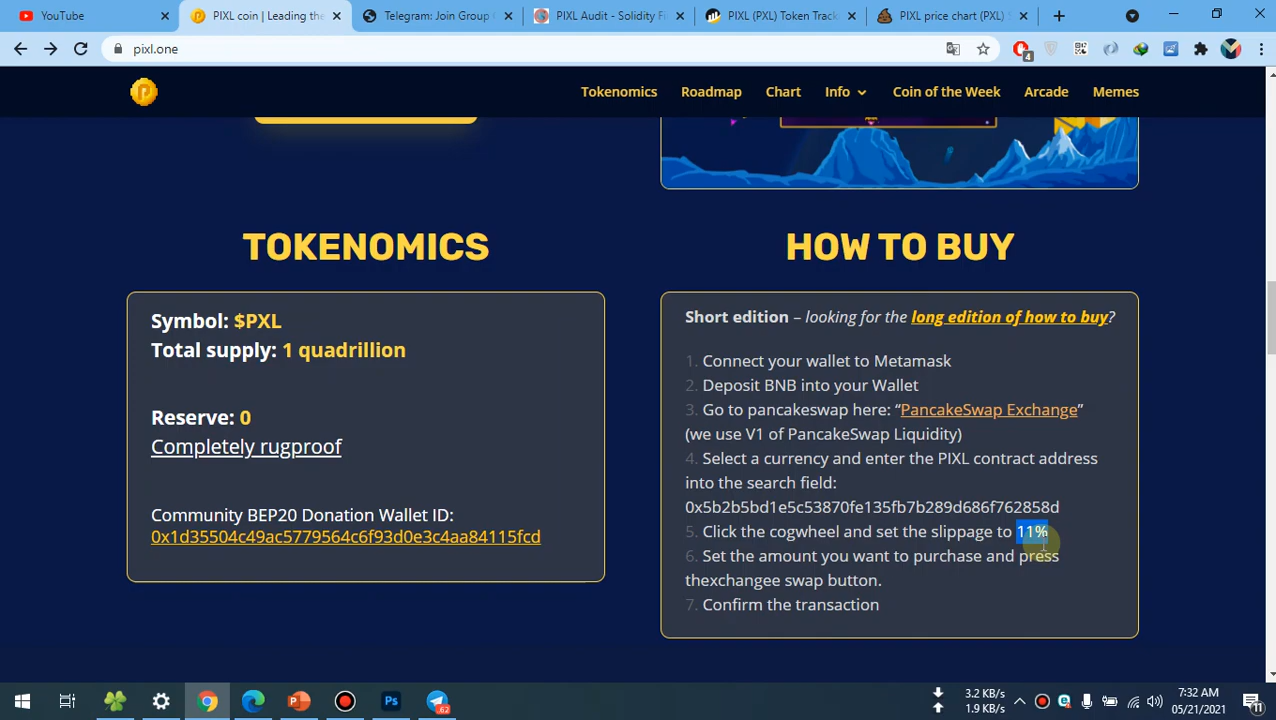 YouTube
PIXL coin | Leading the
Telegram: Join Group
PIXL Audit - Solidity Fi
PIXL (PXL) Token Track
PIXL price chart (PXL)
pixl.one
4
Tokenomics Roadmap Chart Info Coin of the Week Arcade Memes
TOKENOMICS
Symbol: $PXL
Total supply: 1 quadrillion
Reserve: 0
Completely rugproof
Community BEP20 Donation Wallet ID:
0x1d35504c49ac5779564c6f93d0e3c4aa84115fcd
HOW TO BUY
Short edition – looking for the long edition of how to buy?
1. Connect your wallet to Metamask
2. Deposit BNB into your Wallet
3. Go to pancakeswap here: “PancakeSwap Exchange”
(we use V1 of PancakeSwap Liquidity)
4. Select a currency and enter the PIXL contract address
into the search field:
0x5b2b5bd1e5c53870fe135fb7b289d686f762858d
5. Click the cogwheel and set the slippage to 11%
6. Set the amount you want to purchase and press
thexchangee swap button.
7. Confirm the transaction
62
3.2 KB/s
1.9 KB/s
7:32 AM
05/21/2021
11